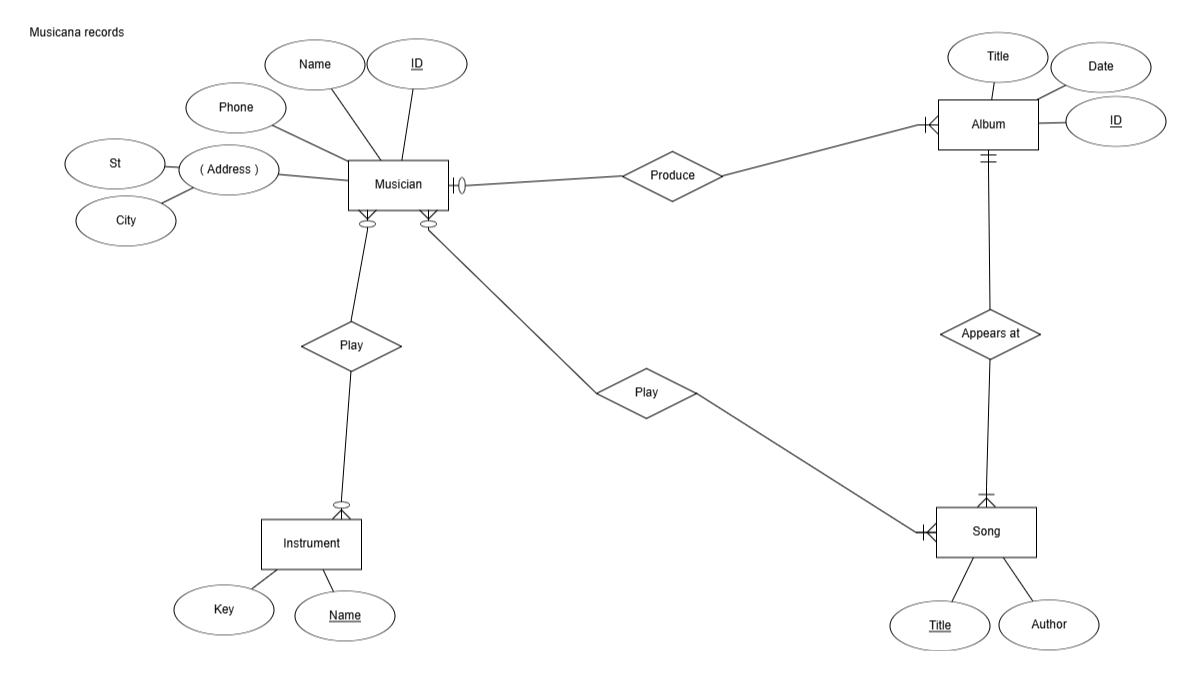 Musicana records
Name
ID
Phone
St
( Address )
City
Musician
Produce
Title
Date
ID
Album
Play
Play
Appears at
Instrument
Key
Name
Song
Title
Author